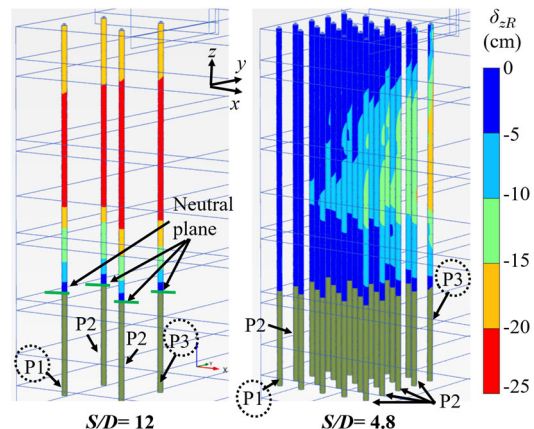 δzR
(cm)
0
-5
-10
-15
-20
-25
z
y
x
Neutral
plane
P2
P2
P1
P3
x
S/D= 12
P3
P2
P1
P2
S/D= 4.8